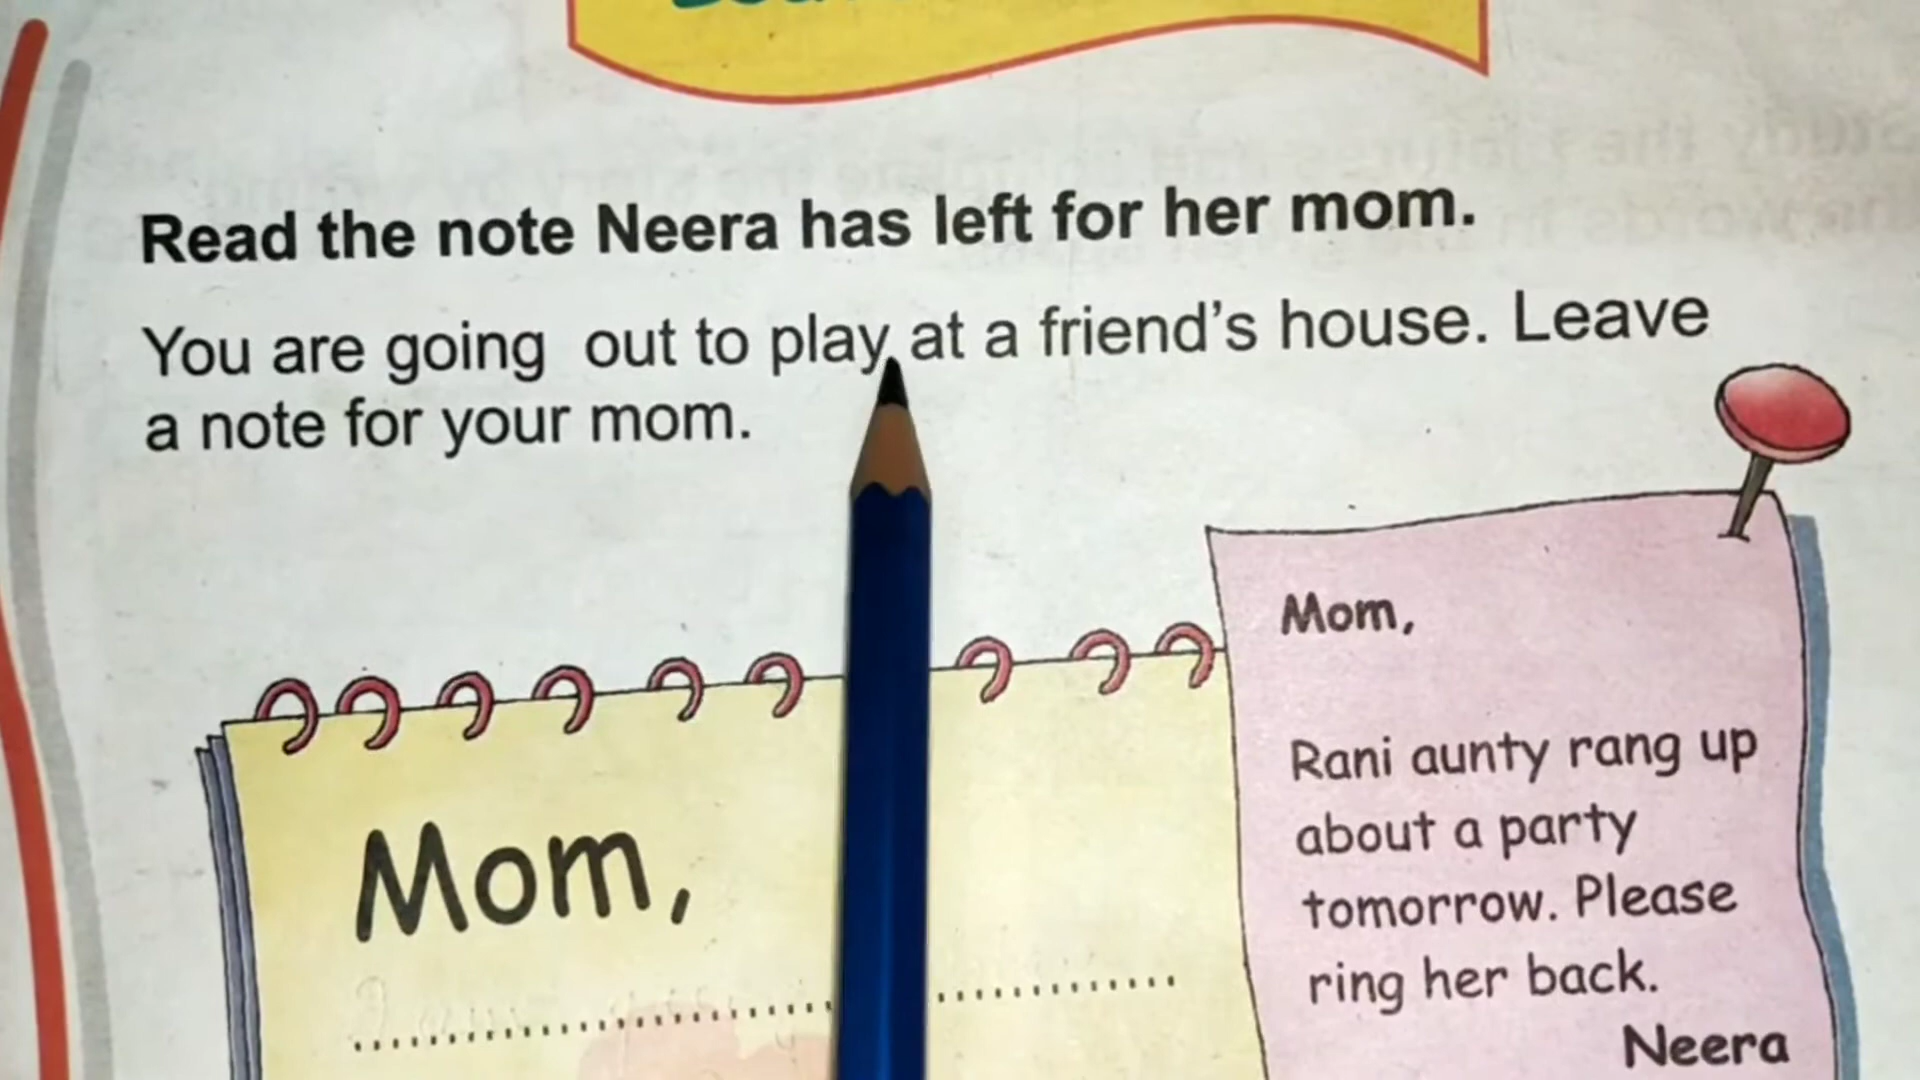 Read the note Neera has left for her mom.
You are going out to play at a friend's house. Leave
a note for your mom.
Mom,
Rani aunty rang up
about a party
tomorrow. Please
ring her back.
Neera
Mom,